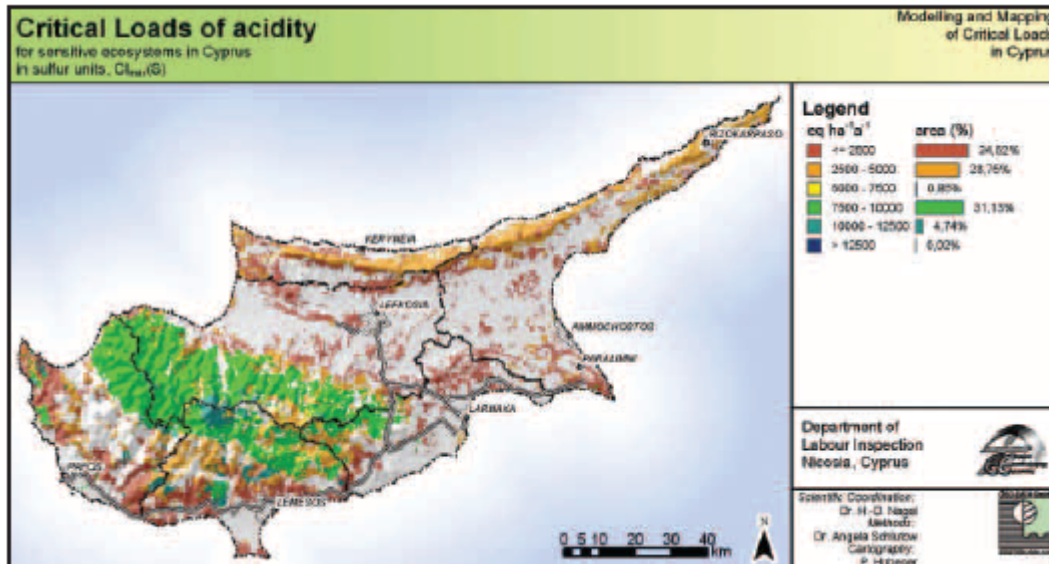 Critical Loads of acidity
for sensitive ecosystems in Cyprus
in sulfur units, Clmax(S)
Modelling and Mapping
of Critical Loads
in Cyprus
Legend
eq ha⁻¹a⁻¹ area (%)
<= 2500 34,52%
2500 - 5000 28,75%
5000 - 7500 0,85%
7500 - 10000 31,13%
10000 - 12500 4,74%
> 12500 0,02%
RIZOKARPASO
KERYNEIA
LEFKOSIA
AMMOCHOSTOS
PARALIMNI
LARNAKA
PAFOS
LEMESOS
N
0 5 10 20 30 40
km
Department of
Labour Inspection
Nicosia, Cyprus
Scientific Coordination:
Dr. H.-D. Nagel
Methods:
Dr. Angela Schlutow
Cartography:
P. Hübener